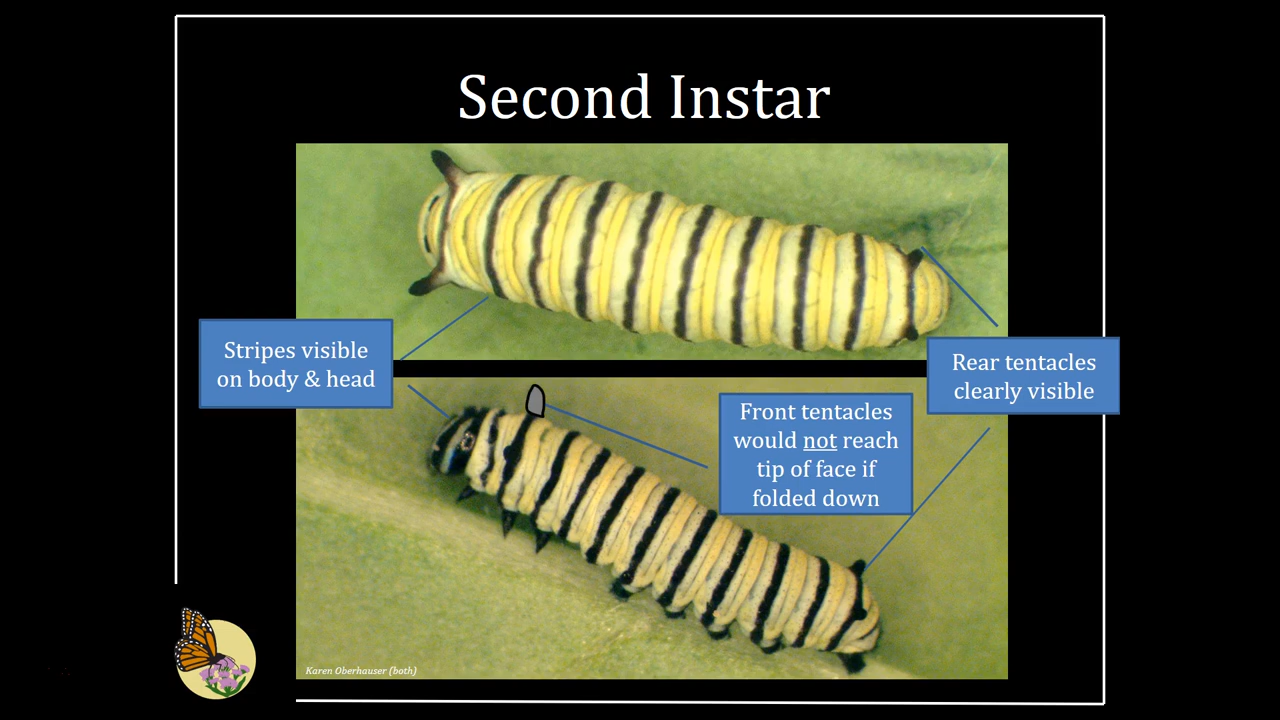 Second Instar
Stripes visible
on body & head
Rear tentacles
clearly visible
Front tentacles
would not reach
tip of face if
folded down
Karen Oberhauser (both)